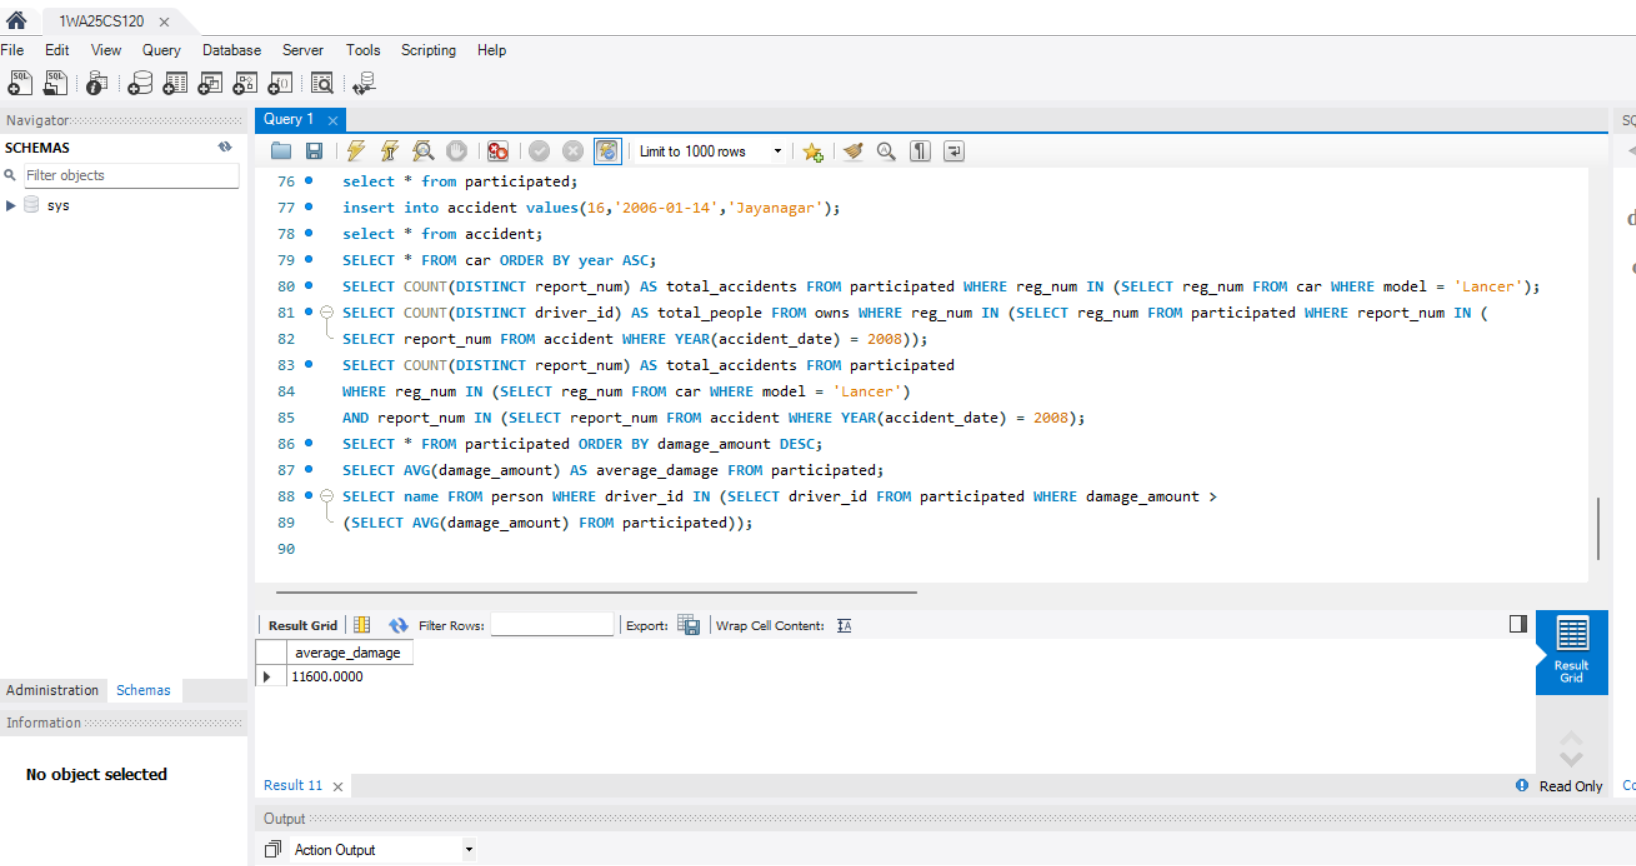 1WA25CS120
File Edit View Query Database Server Tools Scripting Help
Navigator
SCHEMAS
Filter objects
sys
Administration Schemas
Information
No object selected
Query 1
Limit to 1000 rows
76 select * from participated;
77 insert into accident values(16,'2006-01-14','Jayanagar');
78 select * from accident;
79 SELECT * FROM car ORDER BY year ASC;
80 SELECT COUNT(DISTINCT report_num) AS total_accidents FROM participated WHERE reg_num IN (SELECT reg_num FROM car WHERE model = 'Lancer');
81 SELECT COUNT(DISTINCT driver_id) AS total_people FROM owns WHERE reg_num IN (SELECT reg_num FROM participated WHERE report_num IN (
82 SELECT report_num FROM accident WHERE YEAR(accident_date) = 2008));
83 SELECT COUNT(DISTINCT report_num) AS total_accidents FROM participated
84 WHERE reg_num IN (SELECT reg_num FROM car WHERE model = 'Lancer')
85 AND report_num IN (SELECT report_num FROM accident WHERE YEAR(accident_date) = 2008);
86 SELECT * FROM participated ORDER BY damage_amount DESC;
87 SELECT AVG(damage_amount) AS average_damage FROM participated;
88 SELECT name FROM person WHERE driver_id IN (SELECT driver_id FROM participated WHERE damage_amount >
89 (SELECT AVG(damage_amount) FROM participated));
90
Result Grid Filter Rows: Export: Wrap Cell Content:
average_damage
11600.0000
Result
Grid
Result 11
Read Only
Output
Action Output